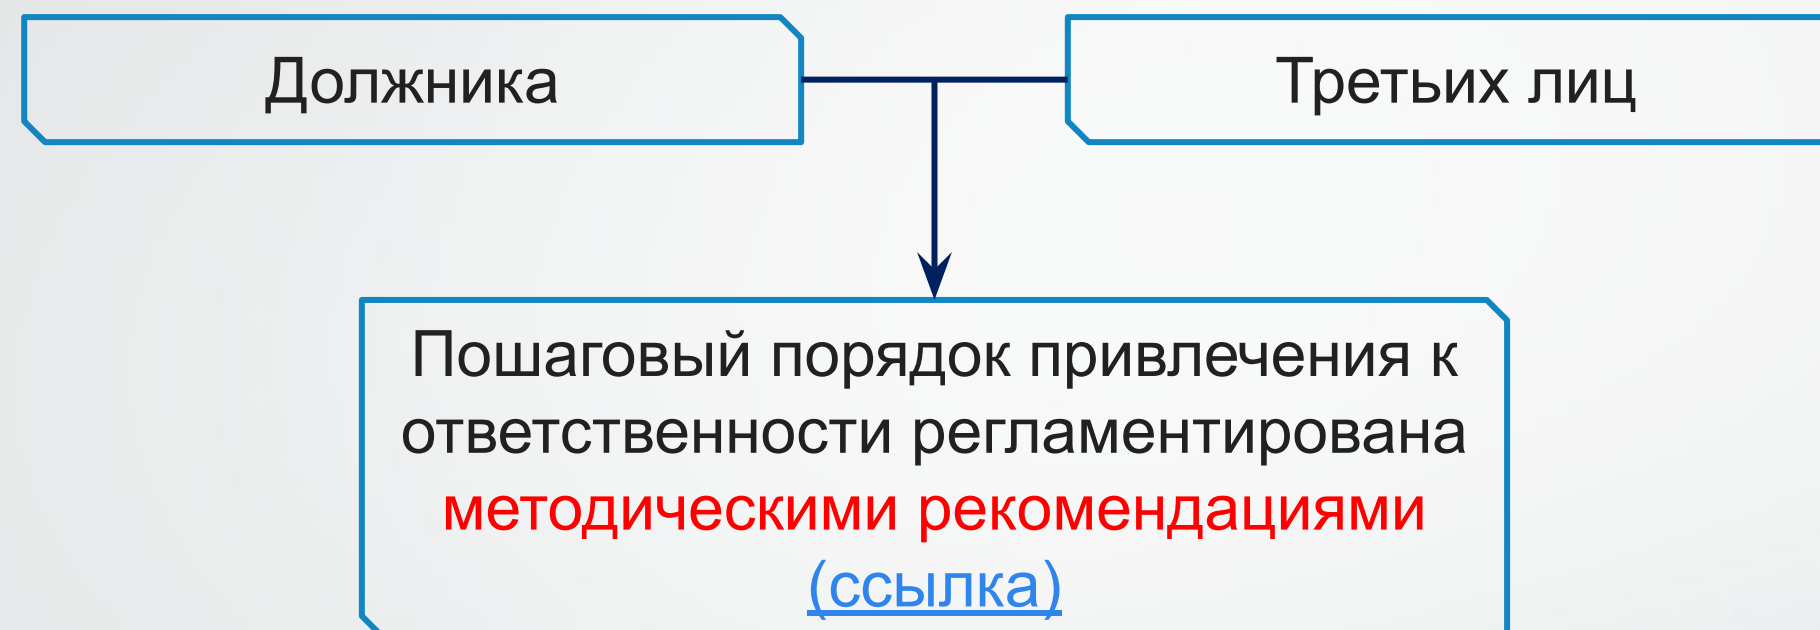 Должника
Третьих лиц
Пошаговый порядок привлечения к
ответственности регламентирована
методическими рекомендациями
(ссылка)